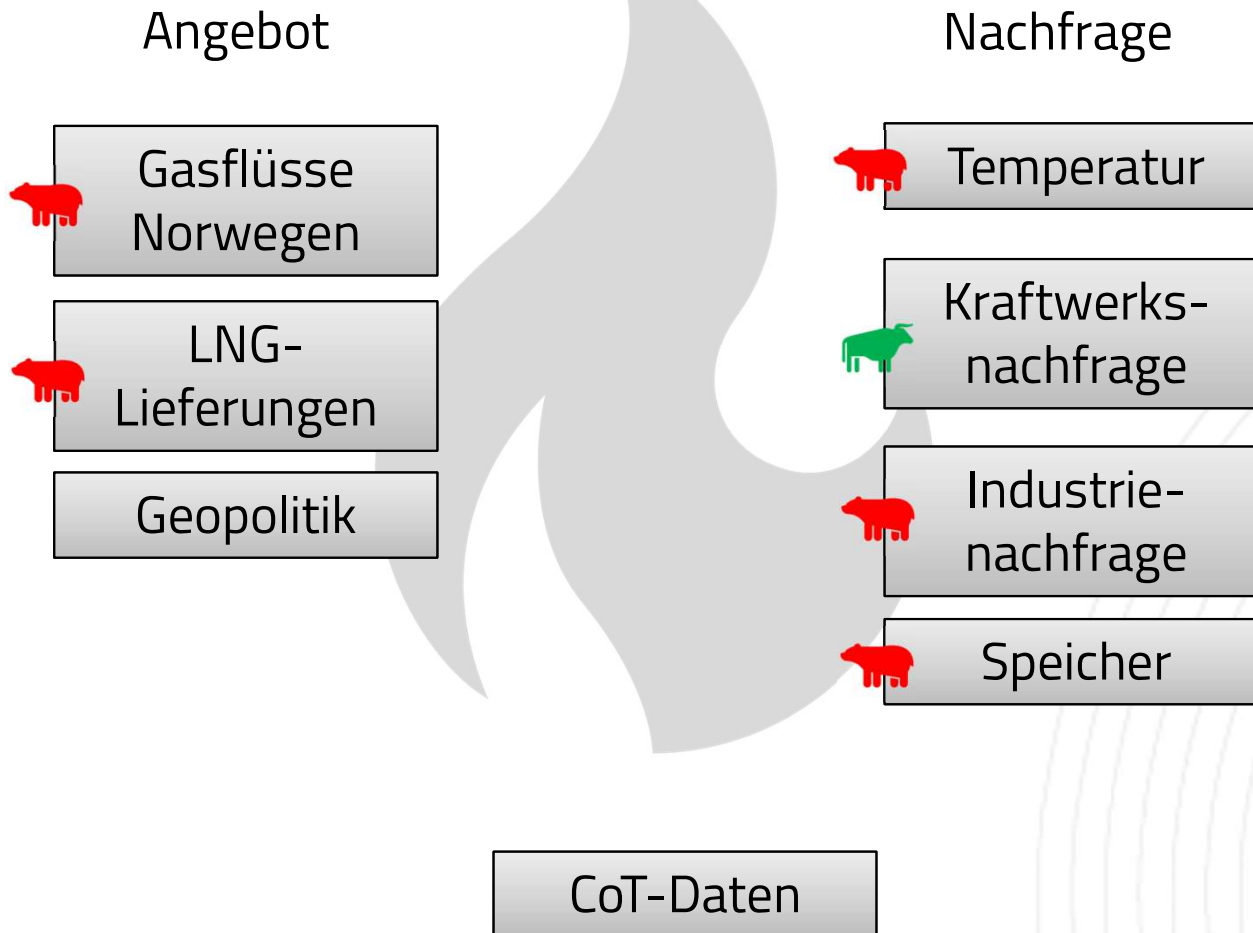 Angebot
Gasflüsse
Norwegen
LNG-
Lieferungen
Geopolitik
Nachfrage
Temperatur
Kraftwerks-
nachfrage
Industrie-
nachfrage
Speicher
CoT-Daten